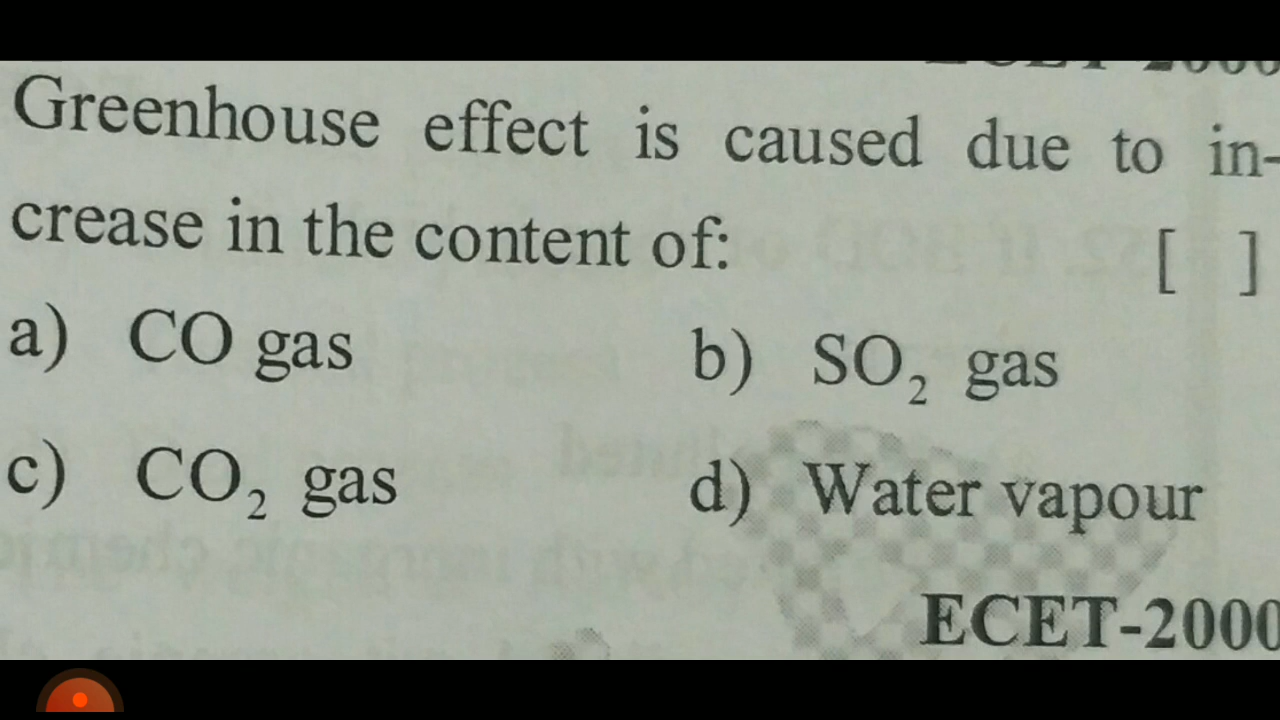 Greenhouse effect is caused due to in-
crease in the content of: [ ]
a) CO gas b) SO₂ gas
c) CO₂ gas d) Water vapour
ECET-2000